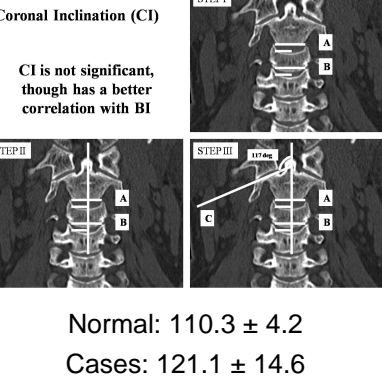 Coronal Inclination (CI)
CI is not significant,
though has a better
correlation with BI
STEP I
A
B
TEP II
A
B
STEP III
117 deg
A
B
C
Normal: 110.3 ± 4.2
Cases: 121.1 ± 14.6